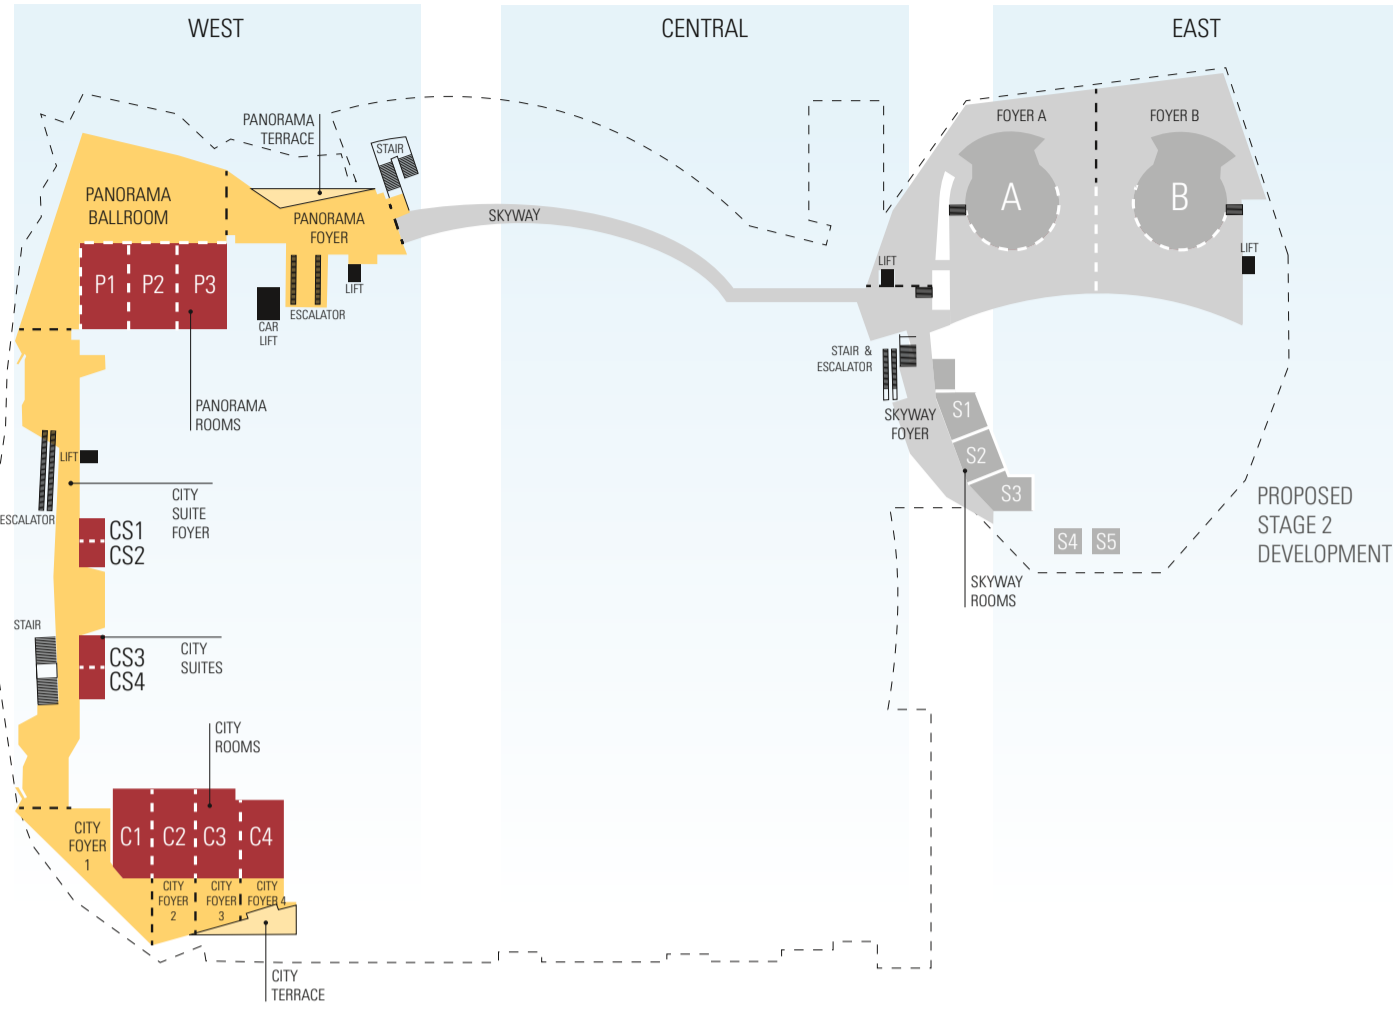 WEST
CENTRAL
EAST
PANORAMA
TERRACE
STAIR
FOYER A
FOYER B
PANORAMA
BALLROOM
PANORAMA
FOYER
SKYWAY
A
B
P1
P2
P3
CAR
LIFT
ESCALATOR
LIFT
LIFT
LIFT
STAIR &
ESCALATOR
SKYWAY
FOYER
PANORAMA
ROOMS
S1
S2
S3
S4
S5
SKYWAY
ROOMS
PROPOSED
STAGE 2
DEVELOPMENT
LIFT
ESCALATOR
CITY
SUITE
FOYER
CS1
CS2
STAIR
CS3
CS4
CITY
SUITES
CITY
ROOMS
CITY
FOYER
1
C1
C2
C3
C4
CITY
FOYER
2
CITY
FOYER
3
CITY
FOYER 4
CITY
TERRACE